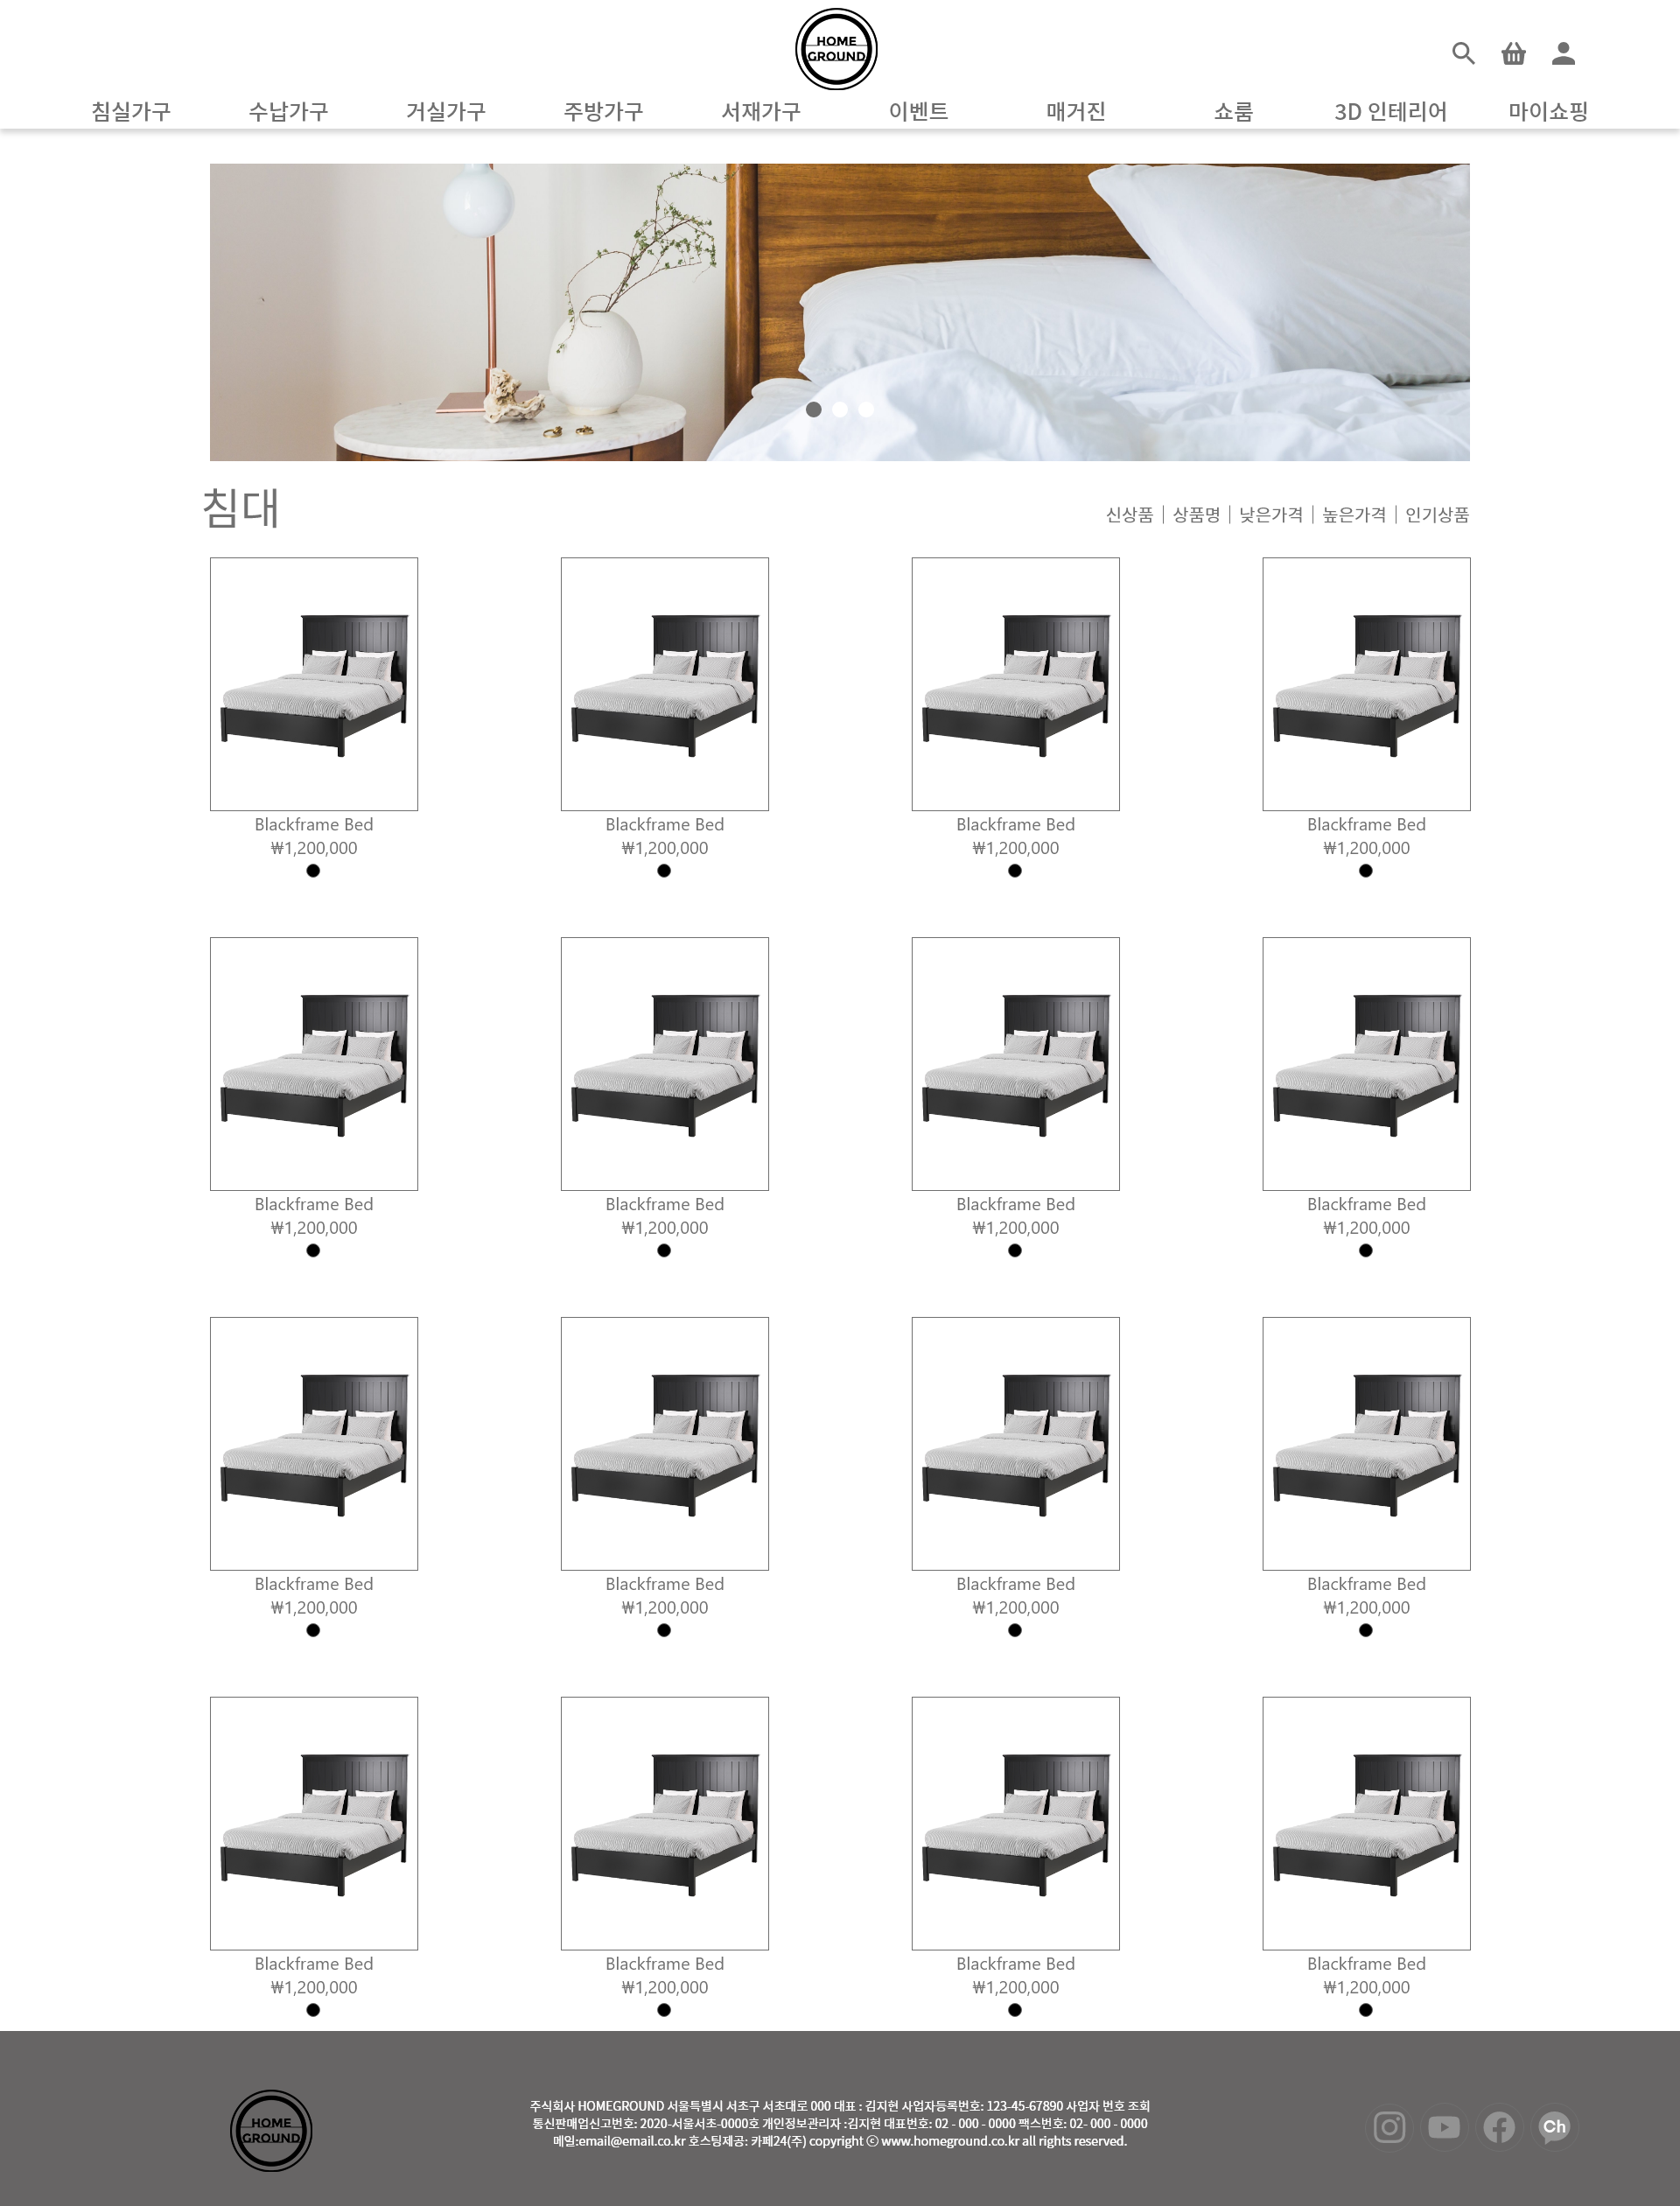 HOME
GROUND
침실가구 수납가구 거실가구 주방가구 서재가구 이벤트 매거진 쇼룸 3D 인테리어 마이쇼핑
침대
신상품 | 상품명 | 낮은가격 | 높은가격 | 인기상품
Blackframe Bed Blackframe Bed Blackframe Bed Blackframe Bed
₩1,200,000 ₩1,200,000 ₩1,200,000 ₩1,200,000
Blackframe Bed Blackframe Bed Blackframe Bed Blackframe Bed
₩1,200,000 ₩1,200,000 ₩1,200,000 ₩1,200,000
Blackframe Bed Blackframe Bed Blackframe Bed Blackframe Bed
₩1,200,000 ₩1,200,000 ₩1,200,000 ₩1,200,000
Blackframe Bed Blackframe Bed Blackframe Bed Blackframe Bed
₩1,200,000 ₩1,200,000 ₩1,200,000 ₩1,200,000
HOME
GROUND
주식회사 HOMEGROUND 서울특별시 서초구 서초대로 000 대표 : 김지현 사업자등록번호: 123-45-67890 사업자 번호 조회
통신판매업신고번호: 2020-서울서초-0000호 개인정보관리자 :김지현 대표번호: 02 - 000 - 0000 팩스번호: 02- 000 - 0000
메일:email@email.co.kr 호스팅제공: 카페24(주) copyright ⓒ www.homeground.co.kr all rights reserved.
Ch